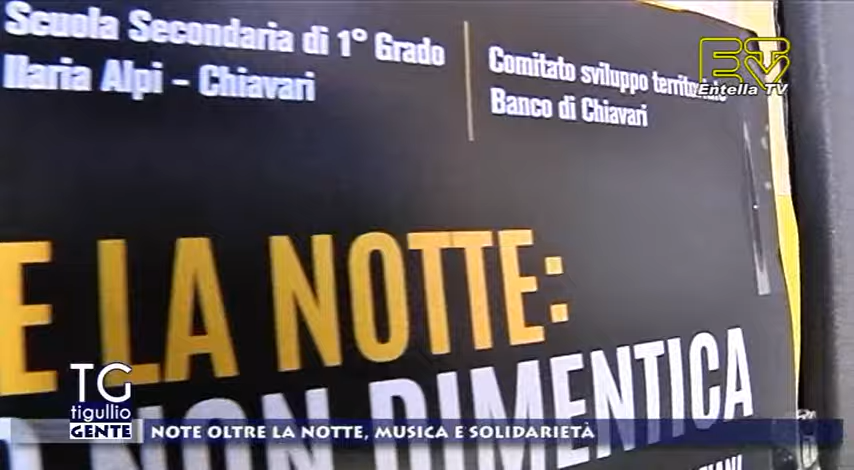 Scuola Secondaria di 1° Grado
Ilaria Alpi - Chiavari
Comitato sviluppo territoriale
Banco di Chiavari
ETV
Entella TV
E LA NOTTE:
NON DIMENTICA
TG
tigullio
GENTE
NOTE OLTRE LA NOTTE, MUSICA E SOLIDARIETÀ